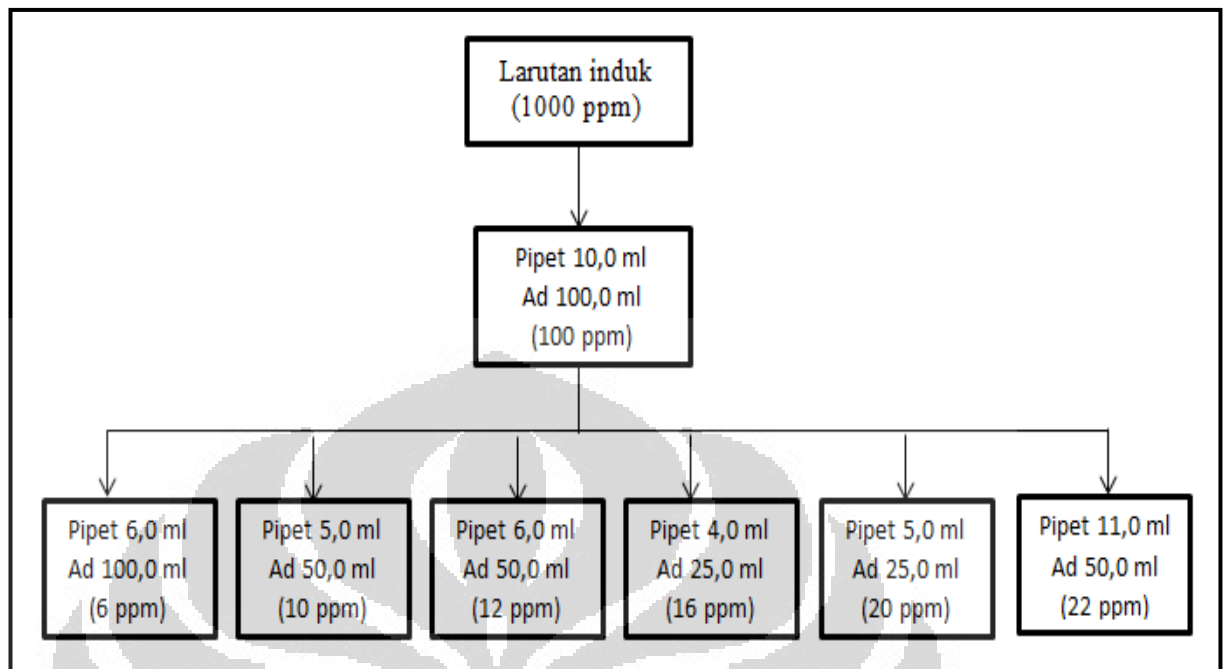 Larutan induk
(1000 ppm)
Pipet 10,0 ml
Ad 100,0 ml
(100 ppm)
Pipet 6,0 ml
Ad 100,0 ml
(6 ppm)
Pipet 5,0 ml
Ad 50,0 ml
(10 ppm)
Pipet 6,0 ml
Ad 50,0 ml
(12 ppm)
Pipet 4,0 ml
Ad 25,0 ml
(16 ppm)
Pipet 5,0 ml
Ad 25,0 ml
(20 ppm)
Pipet 11,0 ml
Ad 50,0 ml
(22 ppm)